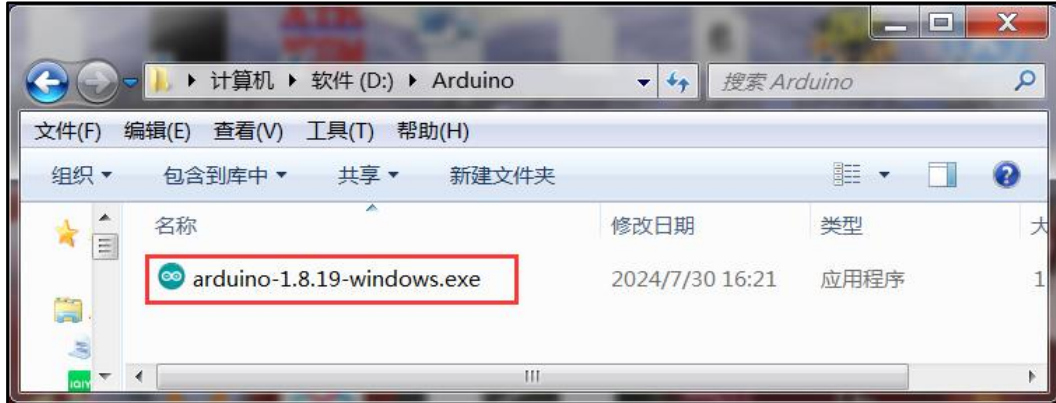 计算机 软件 (D:) Arduino 搜索 Arduino
文件(F) 编辑(E) 查看(V) 工具(T) 帮助(H)
组织 包含到库中 共享 新建文件夹
名称 修改日期 类型
arduino-1.8.19-windows.exe 2024/7/30 16:21 应用程序 1